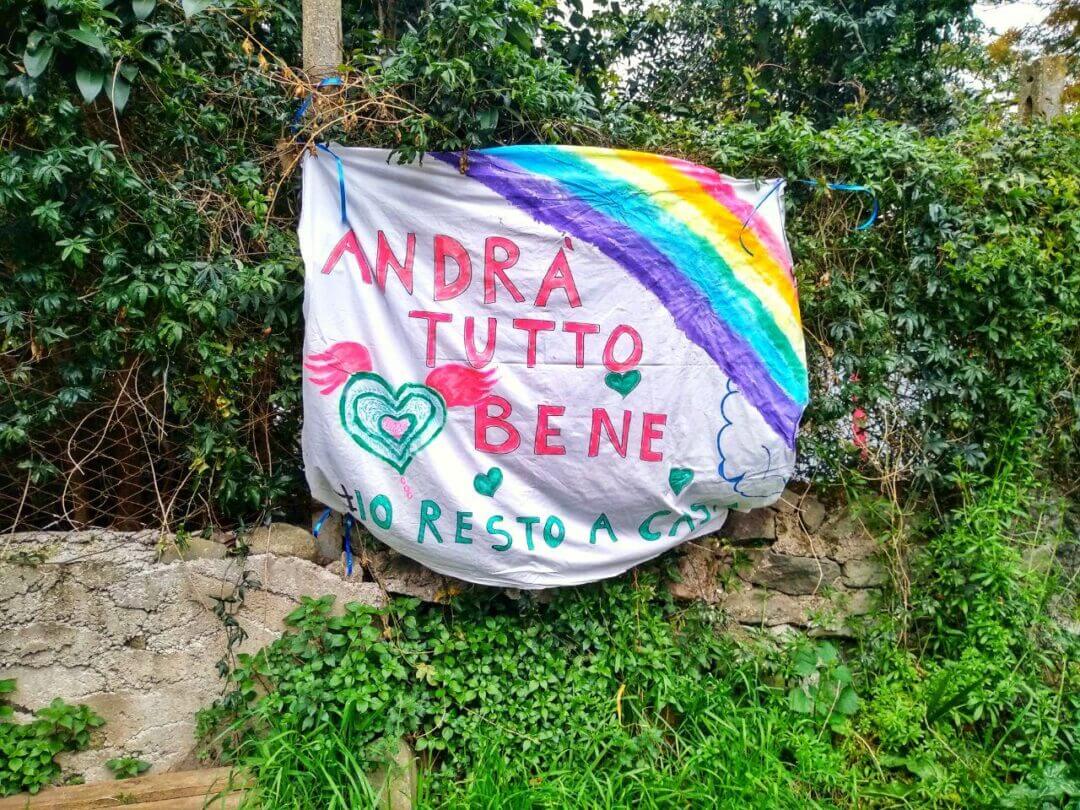 ANDRÀ
TUTTO
BENE
#IO RESTO A CASA